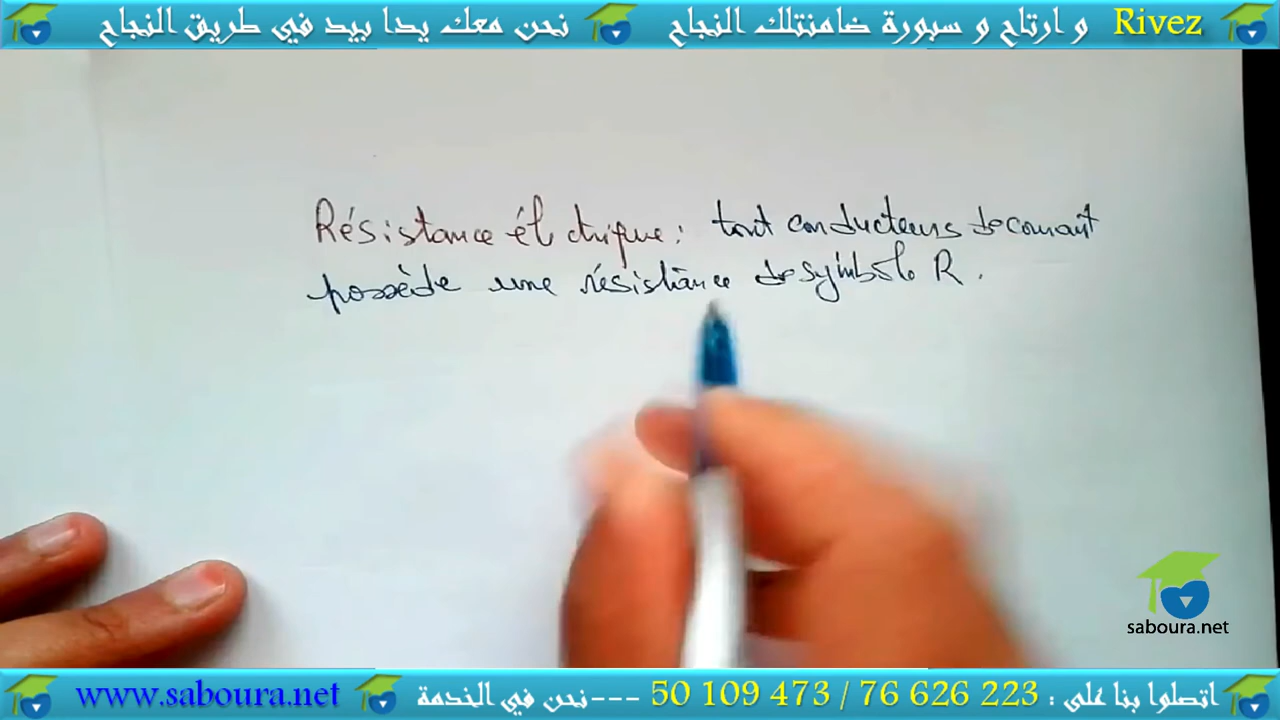 نحن معك يدا بيد في طريق النجاح و ارتاح و سبورة ضامنتلك النجاح Rivez
Résistance électrique : tout conducteurs de courant
possède une résistance de symbole R .
saboura.net
www.saboura.net اتصلوا بنا على : 50 109 473 / 76 626 223 ---نحن في الخدمة